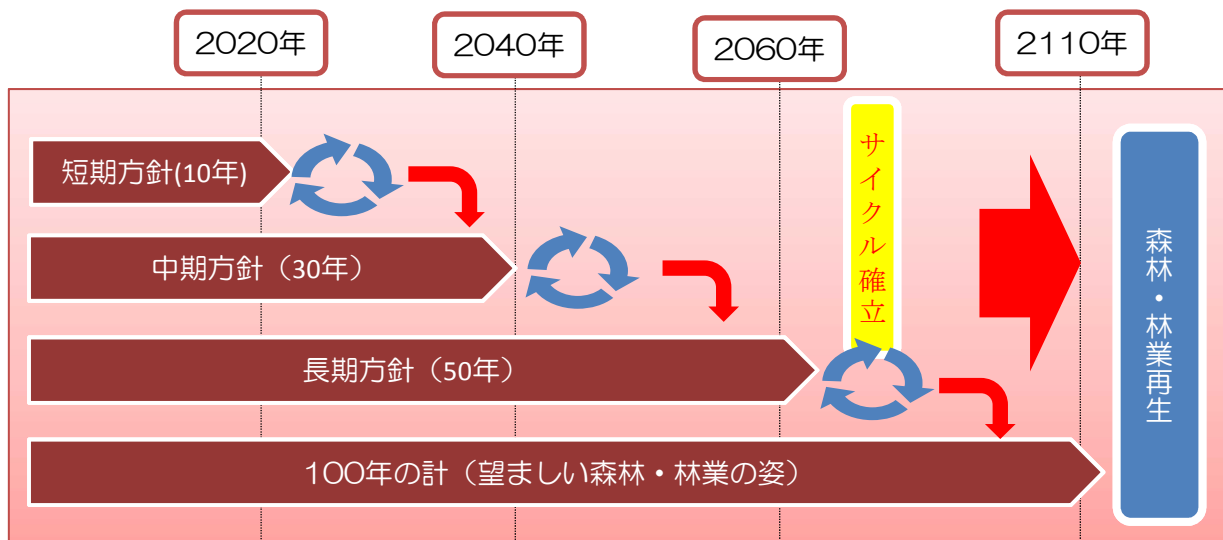 2020年
2040年
2060年
2110年
短期方針(10年)
中期方針（30年）
長期方針（50年）
100年の計（望ましい森林・林業の姿）
サイクル確立
森林・林業再生